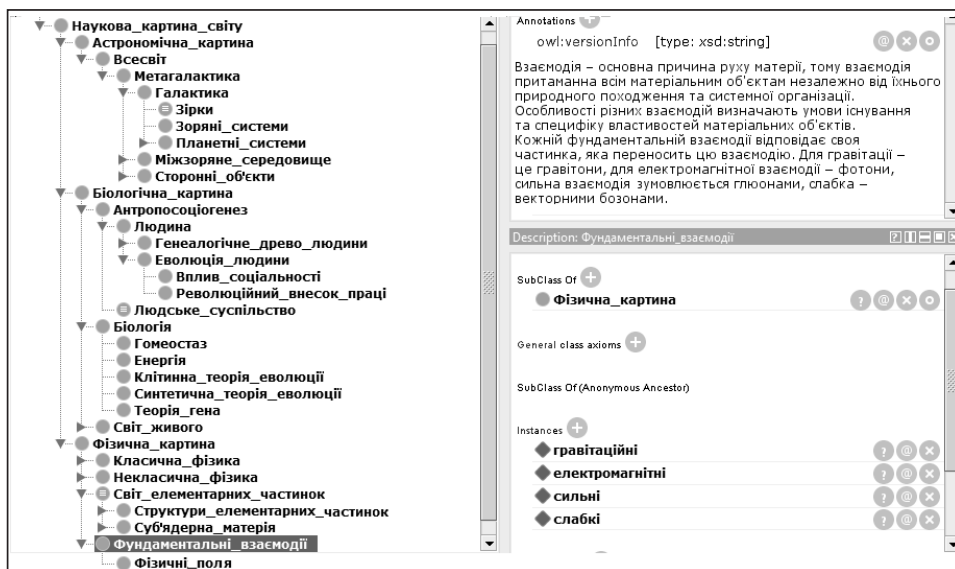 Наукова_картина_світу
Астрономічна_картина
Всесвіт
Метагалактика
Галактика
Зірки
Зоряні_системи
Планетні_системи
Міжзоряне_середовище
Сторонні_об'єкти
Біологічна_картина
Антропосоціогенез
Людина
Генеалогічне_древо_людини
Еволюція_людини
Вплив_соціальності
Революційний_внесок_праці
Людське_суспільство
Біологія
Гомеостаз
Енергія
Клітинна_теорія_еволюції
Синтетична_теорія_еволюції
Теорія_гена
Світ_живого
Фізична_картина
Класична_фізика
Некласична_фізика
Світ_елементарних_частинок
Структури_елементарних_частинок
Суб'ядерна_матерія
Фундаментальні_взаємодії
Фізичні_поля
Annotations
owl:versionInfo [type: xsd:string]
Взаємодія – основна причина руху матерії, тому взаємодія
притаманна всім матеріальним об'єктам незалежно від їхнього
природного походження та системної організації.
Особливості різних взаємодій визначають умови існування
та специфіку властивостей матеріальних об'єктів.
Кожній фундаментальній взаємодії відповідає своя
частинка, яка переносить цю взаємодію. Для гравітації –
це гравітони, для електромагнітної взаємодії – фотони,
сильна взаємодія зумовлюється глюонами, слабка –
векторними бозонами.
Description: Фундаментальні_взаємодії
SubClass Of
Фізична_картина
General class axioms
SubClass Of (Anonymous Ancestor)
Instances
гравітаційні
електромагнітні
сильні
слабкі